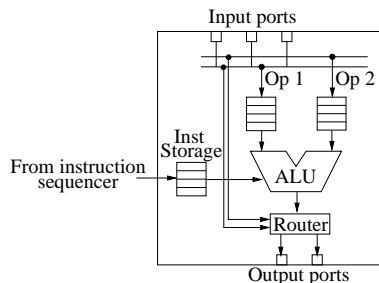 Input ports
Op 1
Op 2
Inst
Storage
From instruction
sequencer
ALU
Router
Output ports